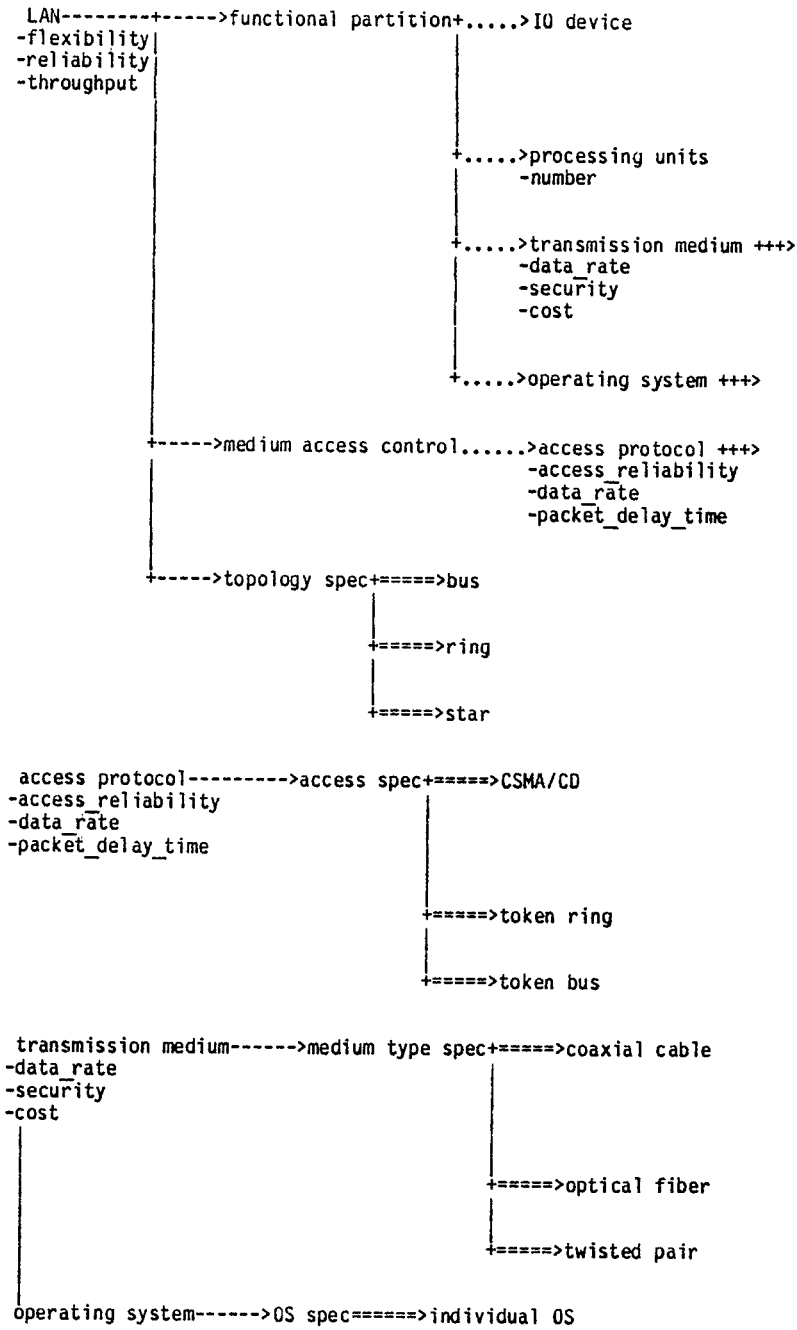 LAN--------+----->functional partition+.....>IO device
-flexibility
-reliability
-throughput
+.....>processing units
-number
+.....>transmission medium +++>
-data_rate
-security
-cost
+.....>operating system +++>
+----->medium access control......>access protocol +++>
-access_reliability
-data_rate
-packet_delay_time
+----->topology spec+=====>bus
+=====>ring
+=====>star
access protocol--------->access spec+=====>CSMA/CD
-access_reliability
-data_rate
-packet_delay_time
+=====>token ring
+=====>token bus
transmission medium------>medium type spec+=====>coaxial cable
-data_rate
-security
-cost
+=====>optical fiber
+=====>twisted pair
operating system------>OS spec======>individual OS